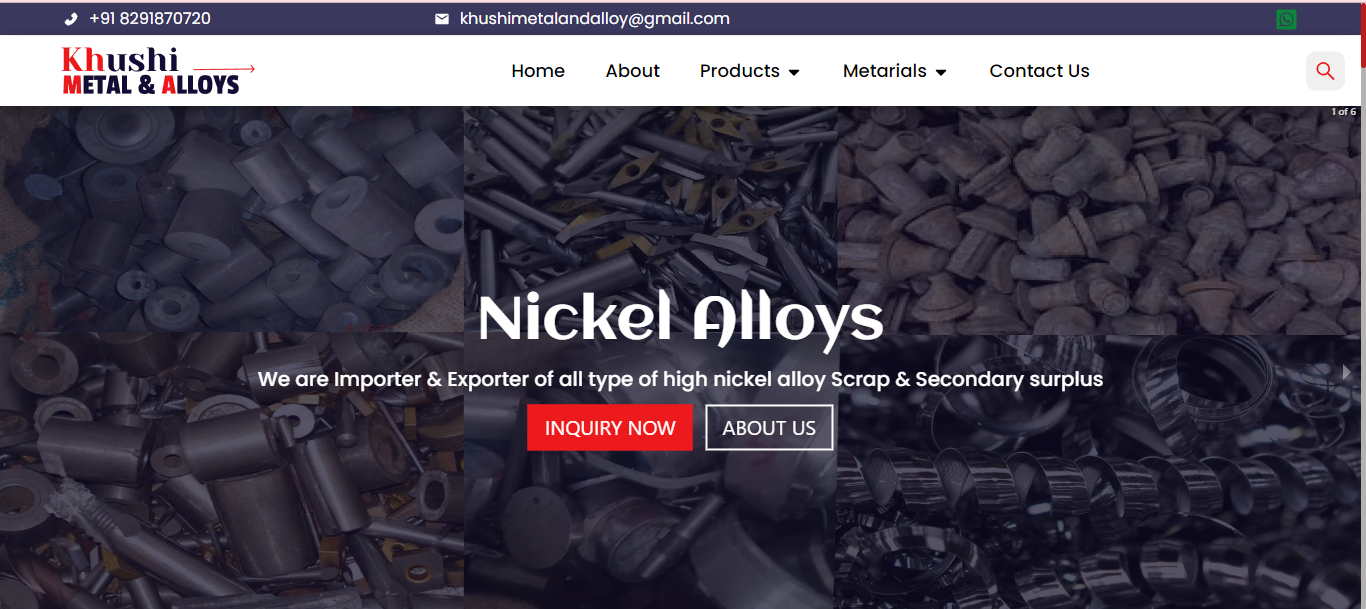 +91 8291870720
khushimetalandalloy@gmail.com
Khushi
METAL & ALLOYS
Home About Products Metarials Contact Us
1 of 6
Nickel Alloys
We are Importer & Exporter of all type of high nickel alloy Scrap & Secondary surplus
INQUIRY NOW ABOUT US